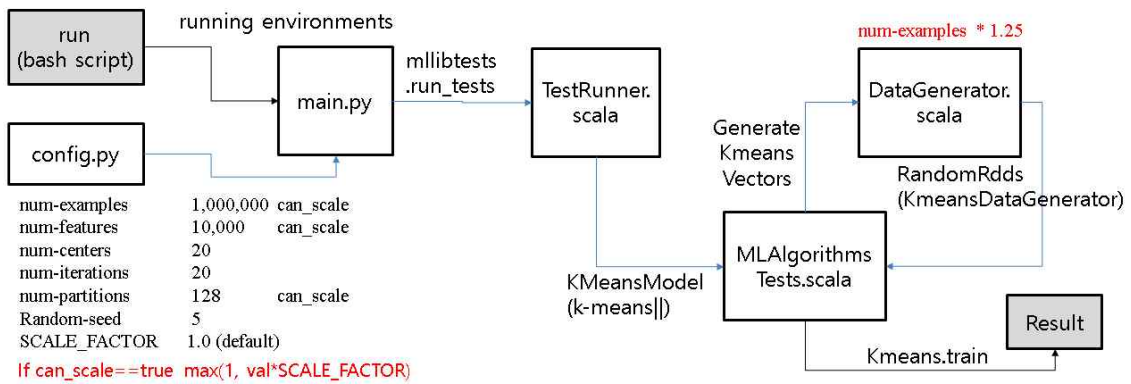 run
(bash script)
running environments
main.py
config.py
mllibtests
.run_tests
TestRunner.
scala
num-examples * 1.25
DataGenerator.
scala
Generate
Kmeans
Vectors
RandomRdds
(KmeansDataGenerator)
KMeansModel
(k-means||)
MLAlgorithms
Tests.scala
Kmeans.train
Result
num-examples 1,000,000 can_scale
num-features 10,000 can_scale
num-centers 20
num-iterations 20
num-partitions 128 can_scale
Random-seed 5
SCALE_FACTOR 1.0 (default)
If can_scale==true max(1, val*SCALE_FACTOR)